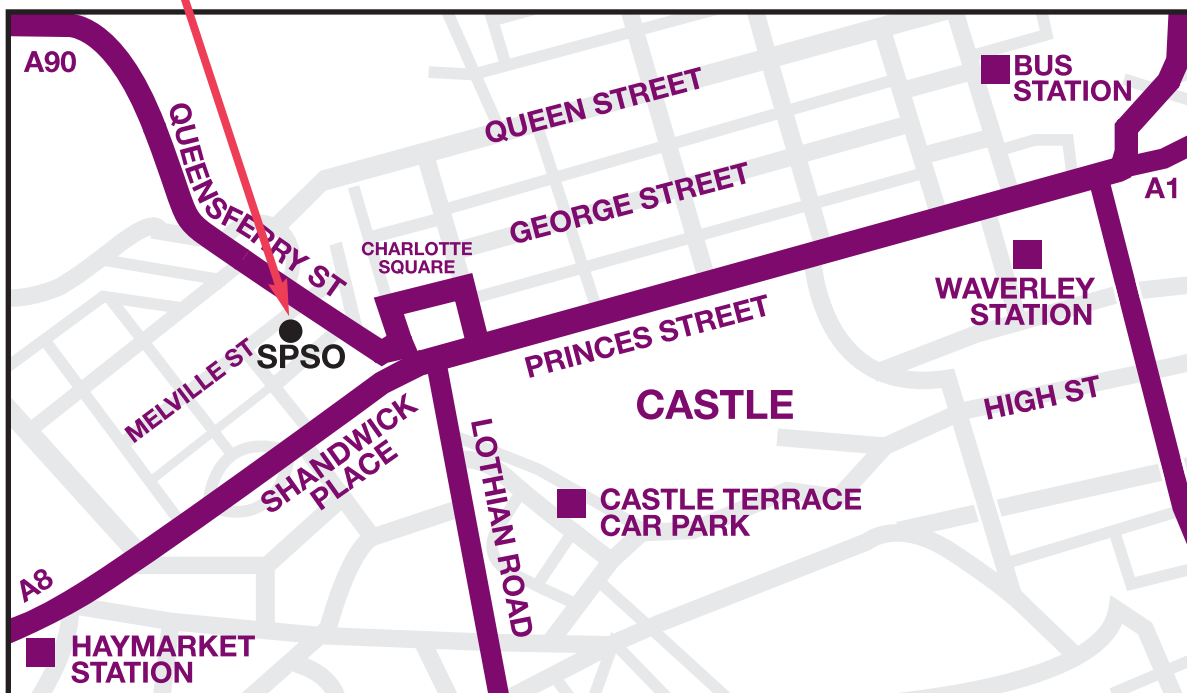 A90
BUS
STATION
QUEEN STREET
QUEENSFERRY ST
GEORGE STREET
A1
CHARLOTTE
SQUARE
WAVERLEY
STATION
PRINCES STREET
MELVILLE ST
SPSO
CASTLE
HIGH ST
SHANDWICK
PLACE
LOTHIAN ROAD
CASTLE TERRACE
CAR PARK
A8
HAYMARKET
STATION